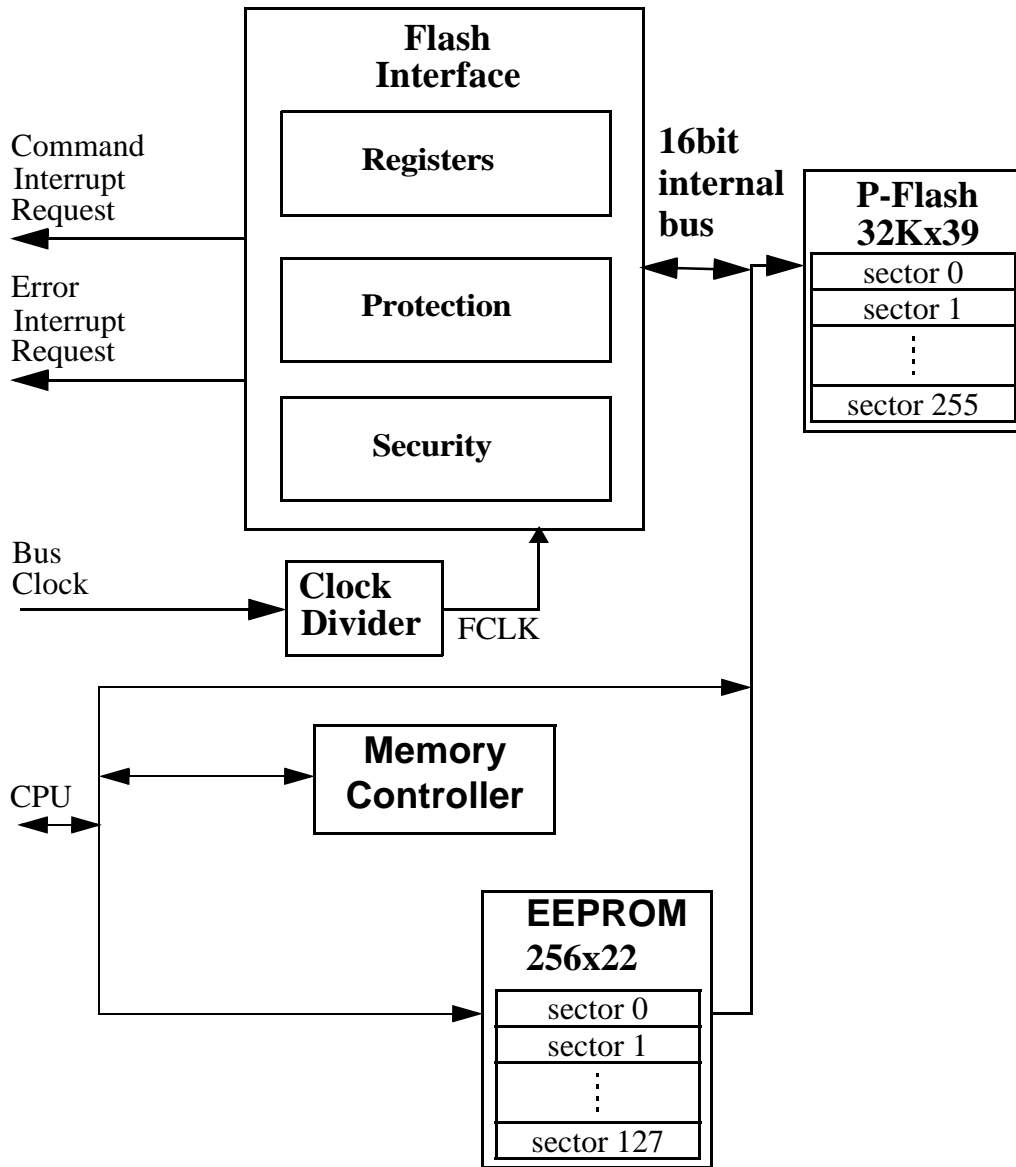 Flash
Interface
Registers
Protection
Security
Command
Interrupt
Request
Error
Interrupt
Request
16bit
internal
bus
P-Flash
32Kx39
sector 0
sector 1
sector 255
Bus
Clock
Clock
Divider
FCLK
Memory
Controller
CPU
EEPROM
256x22
sector 0
sector 1
sector 127